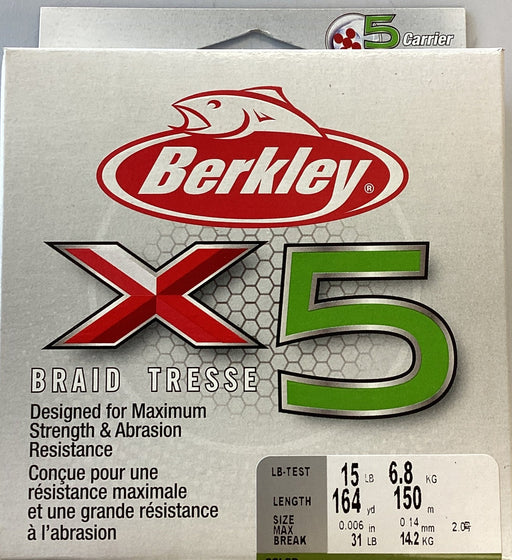 5 Carrier
Berkley®
X5
BRAID TRESSE
Designed for Maximum
Strength & Abrasion
Resistance
Conçue pour une
résistance maximale
et une grande résistance
à l'abrasion
LB-TEST 15 LB 6.8 KG
LENGTH 164 yd 150 m
SIZE 0.006 in 0.14 mm
MAX
BREAK 31 LB 14.2 KG